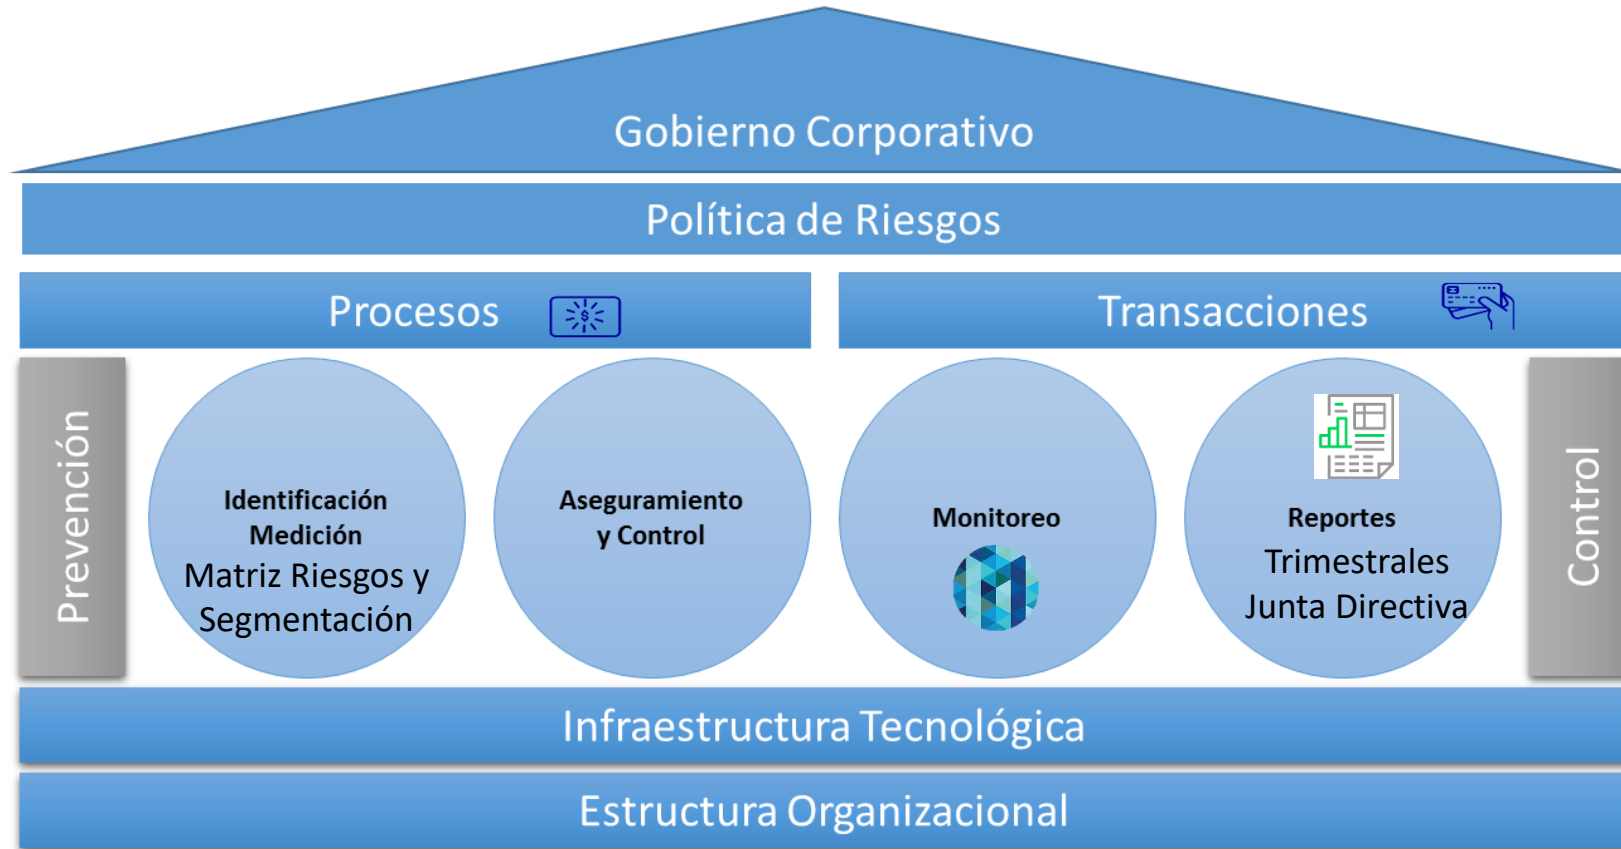 Gobierno Corporativo
Política de Riesgos
Procesos
Transacciones
Prevención
Identificación
Medición
Matriz Riesgos y
Segmentación
Aseguramiento
y Control
Monitoreo
Reportes
Trimestrales
Junta Directiva
Control
Infraestructura Tecnológica
Estructura Organizacional